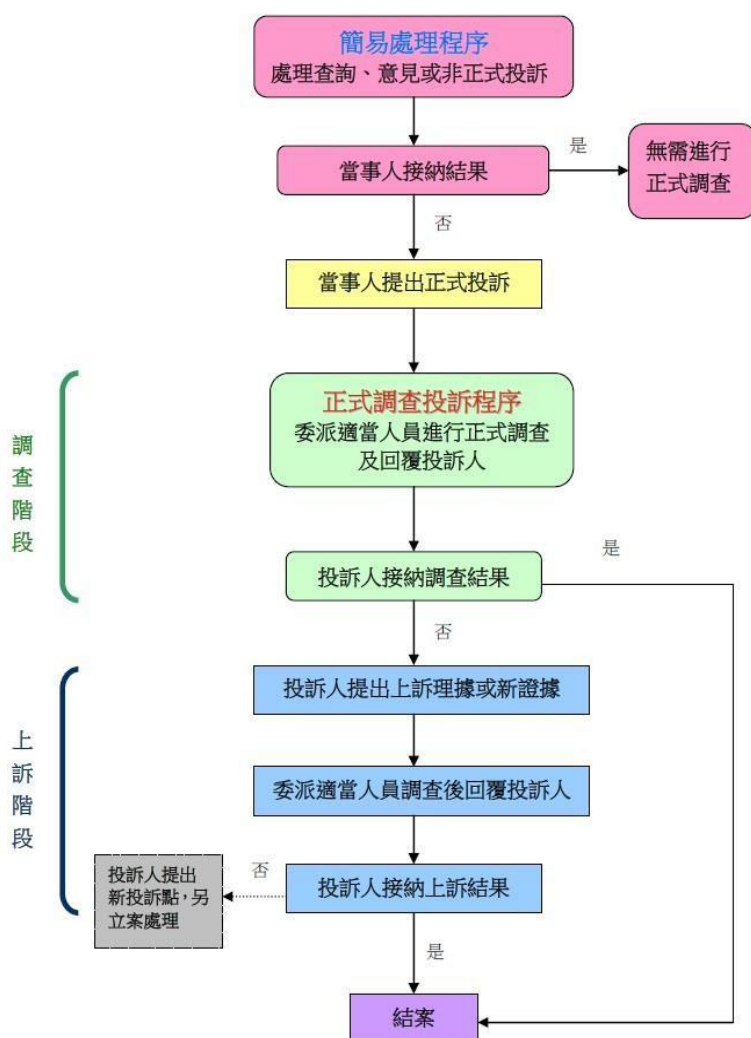 簡易處理程序
處理查詢、意見或非正式投訴
當事人接納結果
是
無需進行
正式調查
否
當事人提出正式投訴
調查階段
正式調查投訴程序
委派適當人員進行正式調查
及回覆投訴人
投訴人接納調查結果
是
否
上訴階段
投訴人提出上訴理據或新證據
委派適當人員調查後回覆投訴人
投訴人接納上訴結果
否
投訴人提出
新投訴點，另
立案處理
是
結案